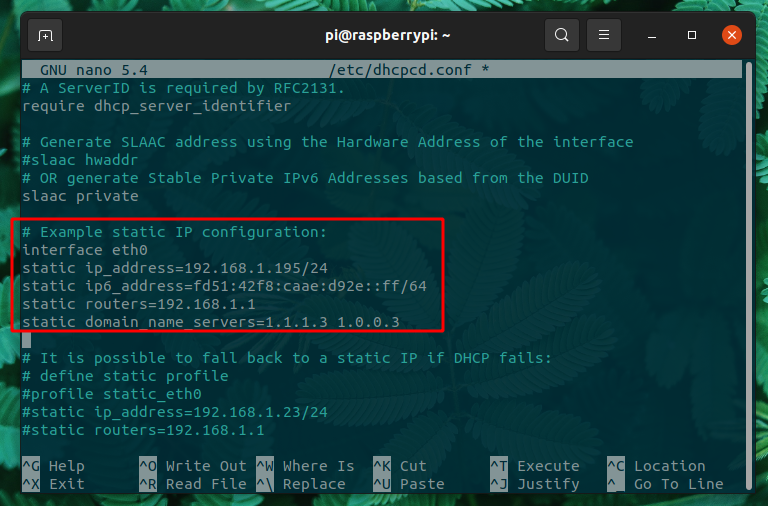 pi@raspberrypi: ~
GNU nano 5.4 /etc/dhcpcd.conf *
# A ServerID is required by RFC2131.
require dhcp_server_identifier
# Generate SLAAC address using the Hardware Address of the interface
#slaac hwaddr
# OR generate Stable Private IPv6 Addresses based from the DUID
slaac private
# Example static IP configuration:
interface eth0
static ip_address=192.168.1.195/24
static ip6_address=fd51:42f8:caae:d92e::ff/64
static routers=192.168.1.1
static domain_name_servers=1.1.1.3 1.0.0.3
# It is possible to fall back to a static IP if DHCP fails:
# define static profile
#profile static_eth0
#static ip_address=192.168.1.23/24
#static routers=192.168.1.1
^G Help ^O Write Out ^W Where Is ^K Cut ^T Execute ^C Location
^X Exit ^R Read File ^\ Replace ^U Paste ^J Justify ^_ Go To Line